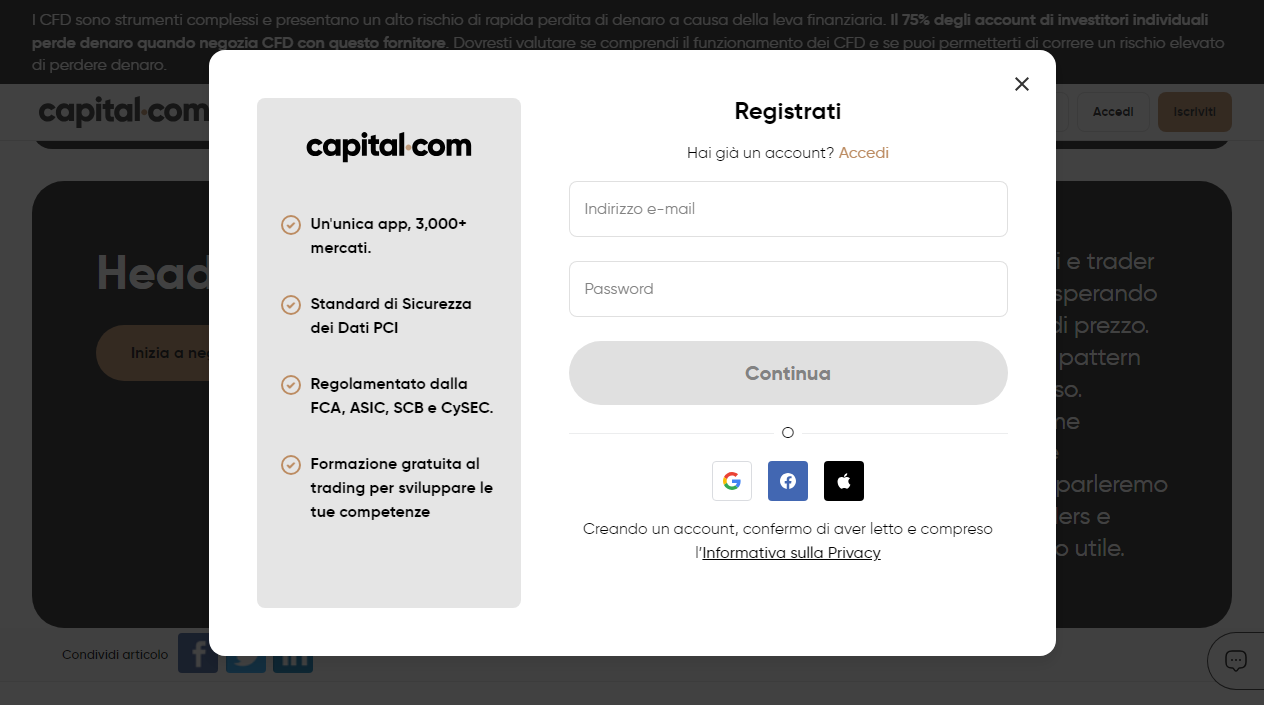 I CFD sono strumenti complessi e presentano un alto rischio di rapida perdita di denaro a causa della leva finanziaria. Il 75% degli account di investitori individuali
perde denaro quando negozia CFD con questo fornitore. Dovresti valutare se comprendi il funzionamento dei CFD e se puoi permetterti di correre un rischio elevato
di perdere denaro.
capital.com
Accedi
Iscriviti
Head
Inizia a
i e trader
sperando
di prezzo.
pattern
parleremo
e
o utile.
capital.com
Un'unica app, 3,000+
mercati.
Standard di Sicurezza
dei Dati PCI
Regolamentato dalla
FCA, ASIC, SCB e CySEC.
Formazione gratuita al
trading per sviluppare le
tue competenze
Registrati
Hai già un account? Accedi
Indirizzo e-mail
Password
Continua
O
Creando un account, confermo di aver letto e compreso
l'Informativa sulla Privacy
Condividi articolo